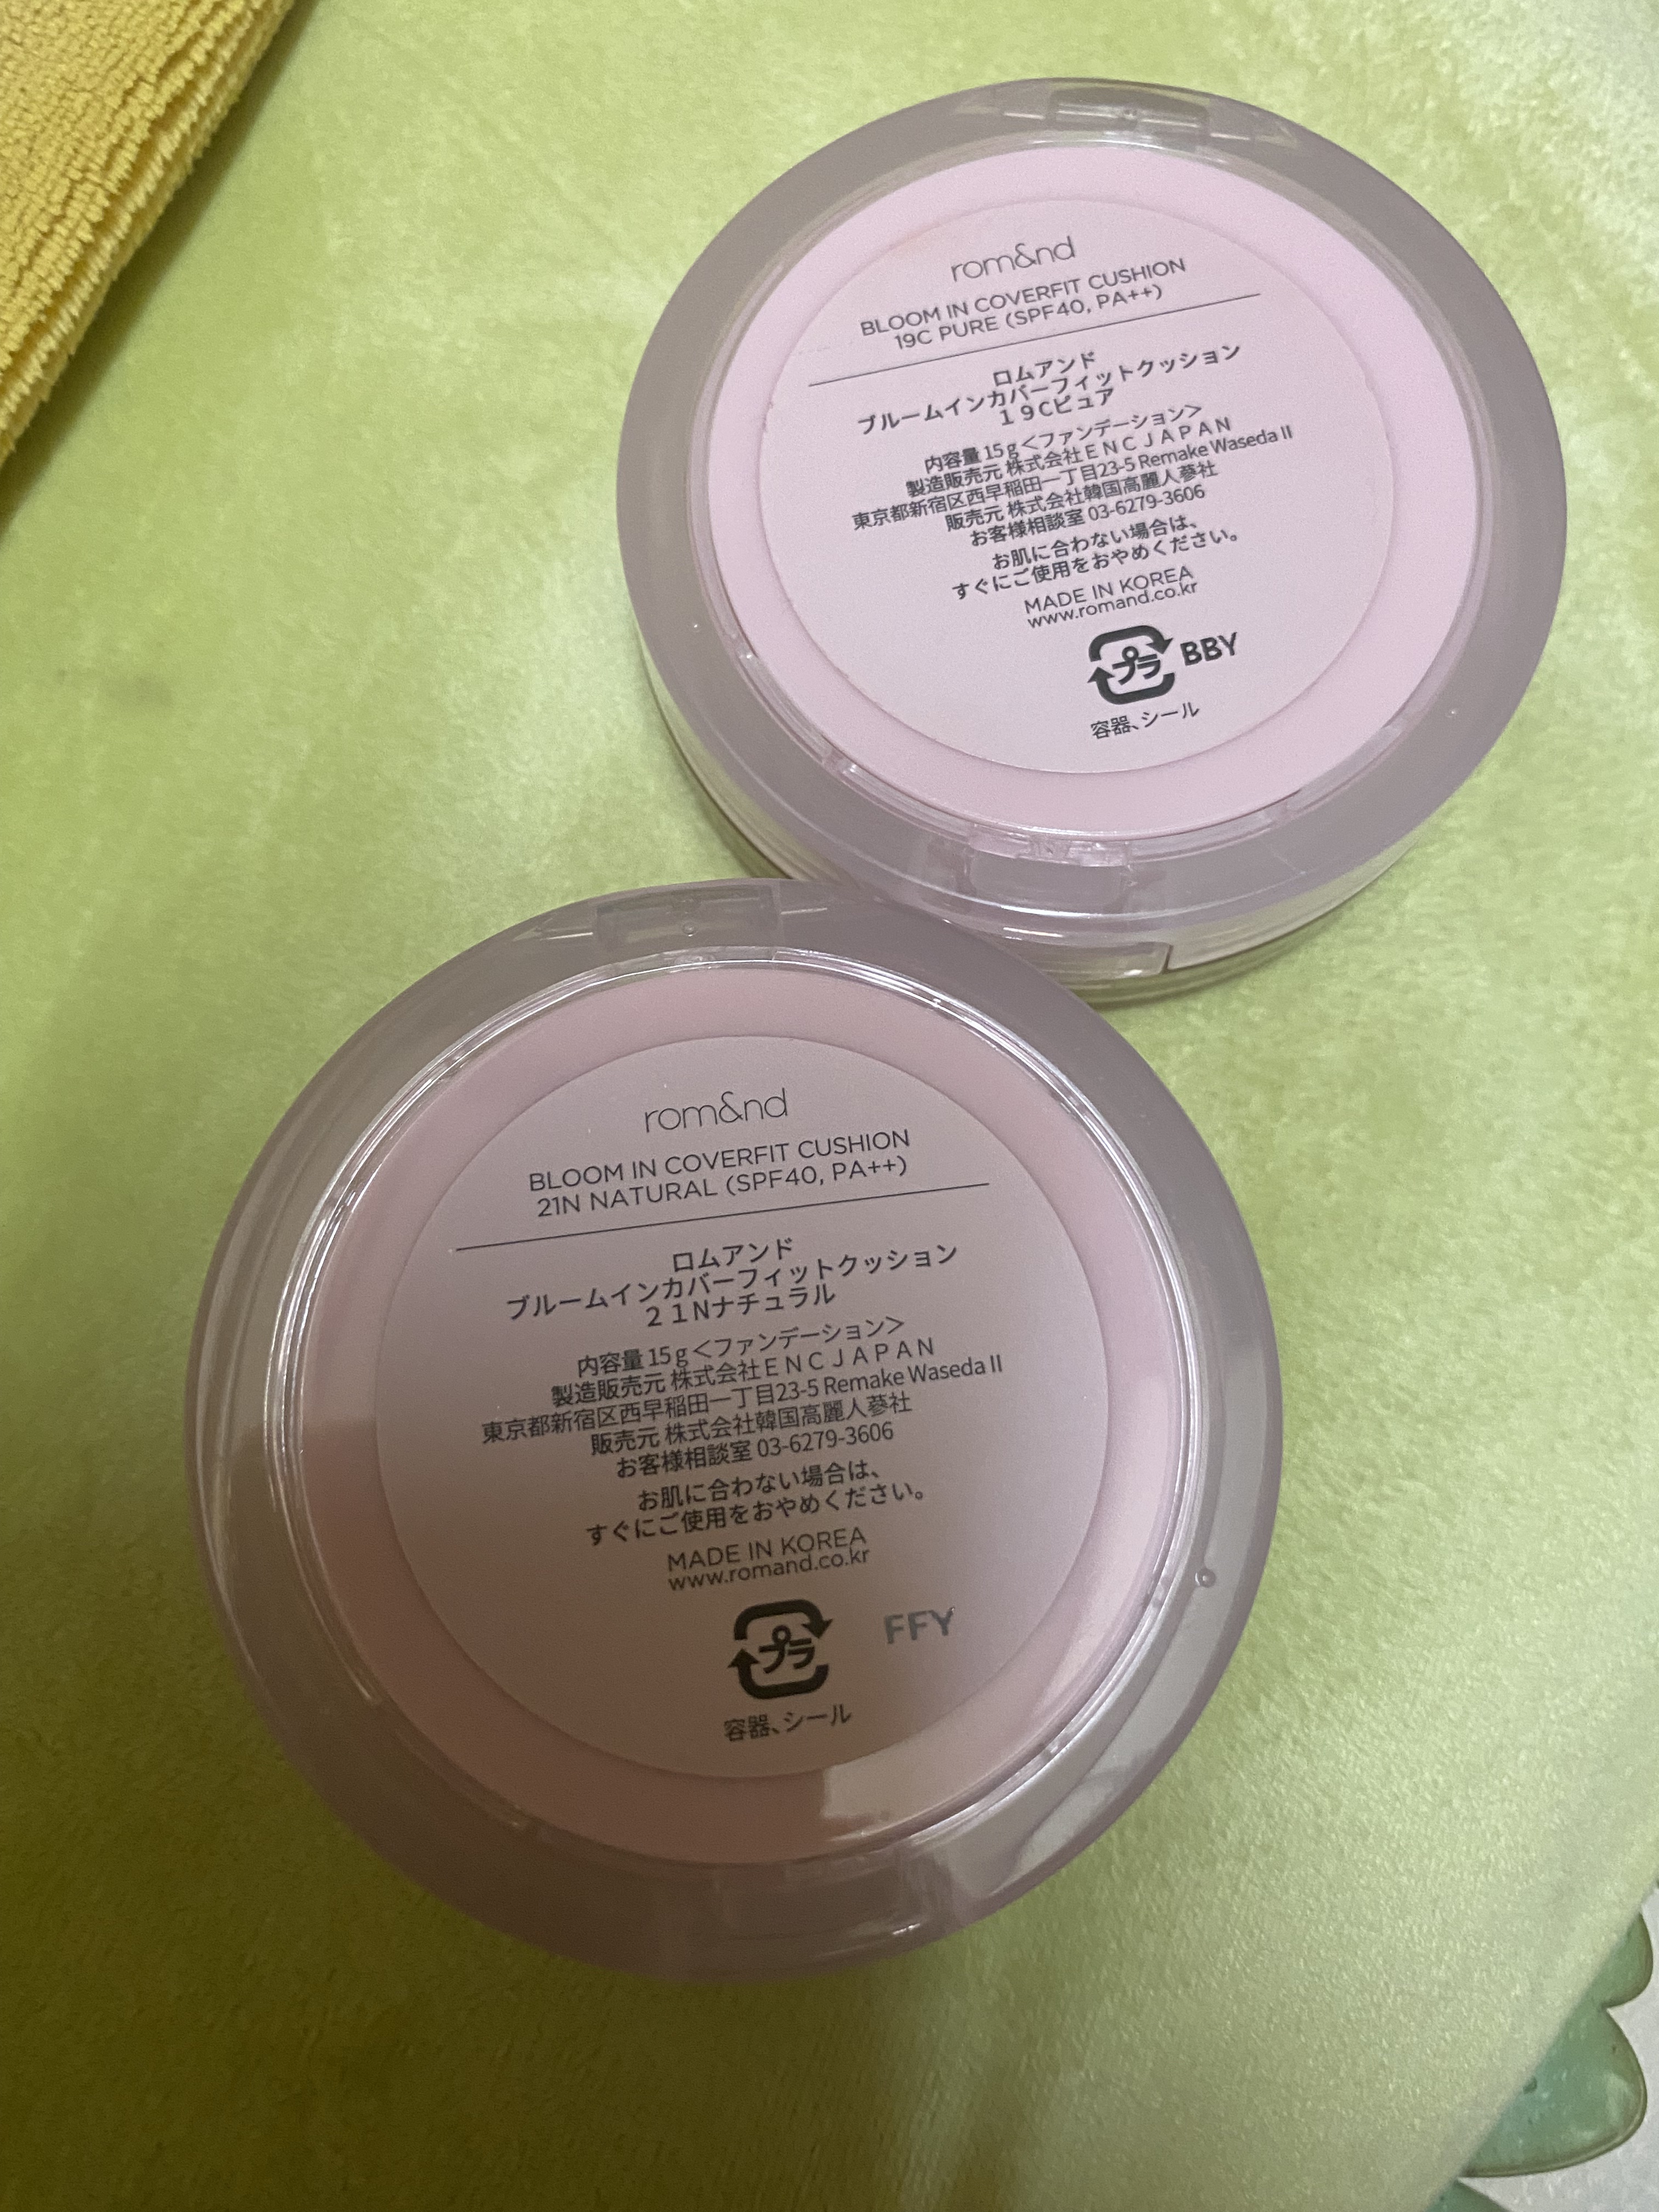 rom&nd
BLOOM IN COVERFIT CUSHION
19C PURE (SPF40, PA++)
ロムアンド
ブルームインカバーフィットクッション
19Cピュア
内容量15g<ファンデーション>
製造販売元 株式会社ENC JAPAN
東京都新宿区西早稲田一丁目23-5 Remake Waseda II
販売元 株式会社韓国高麗人蔘社
お客様相談室 03-6279-3606
お肌に合わない場合は、
すぐにご使用をおやめください。
MADE IN KOREA
www.romand.co.kr
プラ BBY
容器、シール
rom&nd
BLOOM IN COVERFIT CUSHION
21N NATURAL (SPF40, PA++)
ロムアンド
ブルームインカバーフィットクッション
21Nナチュラル
内容量15g<ファンデーション>
製造販売元 株式会社ENC JAPAN
東京都新宿区西早稲田一丁目23-5 Remake Waseda II
販売元 株式会社韓国高麗人蔘社
お客様相談室 03-6279-3606
お肌に合わない場合は、
すぐにご使用をおやめください。
MADE IN KOREA
www.romand.co.kr
プラ FFY
容器、シール